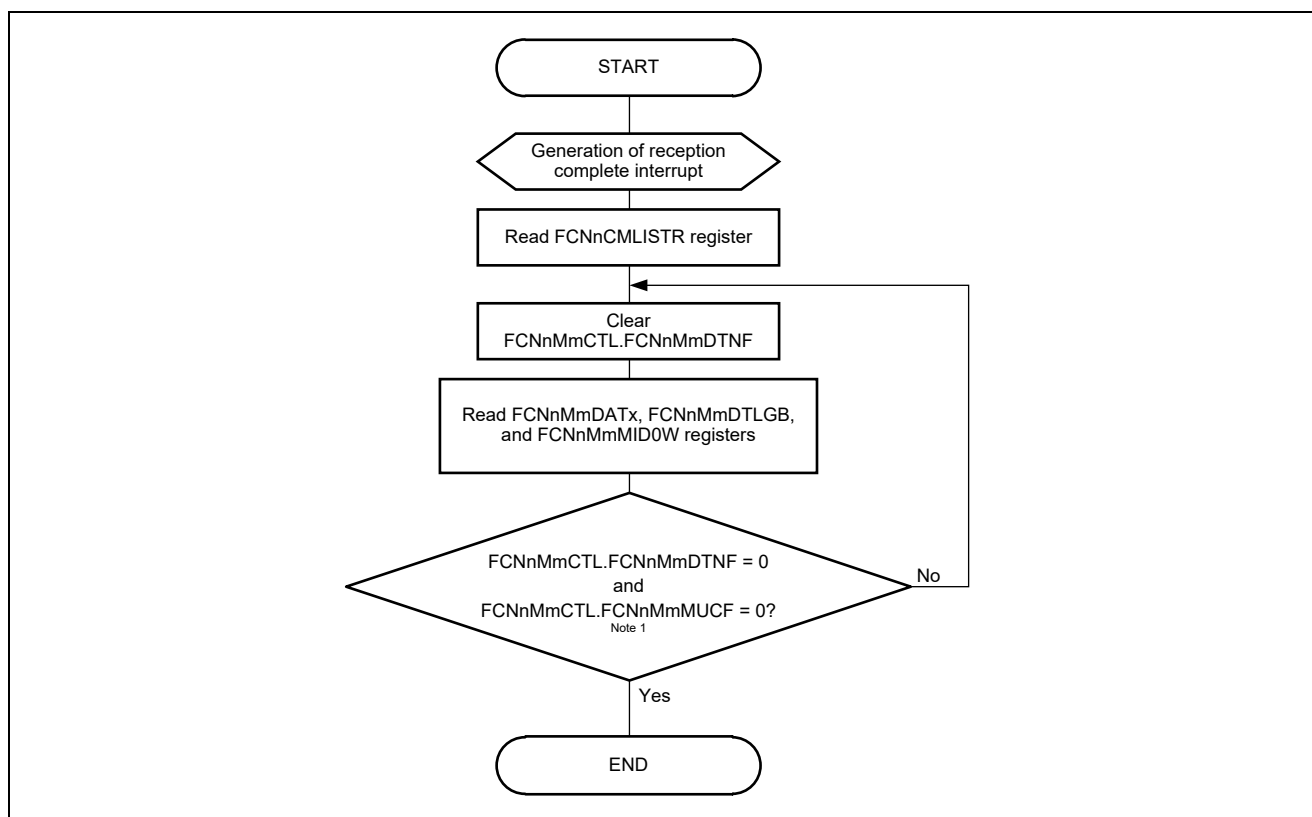 START
Generation of reception
complete interrupt
Read FCNnCMLISTR register
Clear
FCNnMmCTL.FCNnMmDTNF
Read FCNnMmDATx, FCNnMmDTLGB,
and FCNnMmMID0W registers
FCNnMmCTL.FCNnMmDTNF = 0
and
FCNnMmCTL.FCNnMmMUCF = 0?
Note 1
No
Yes
END